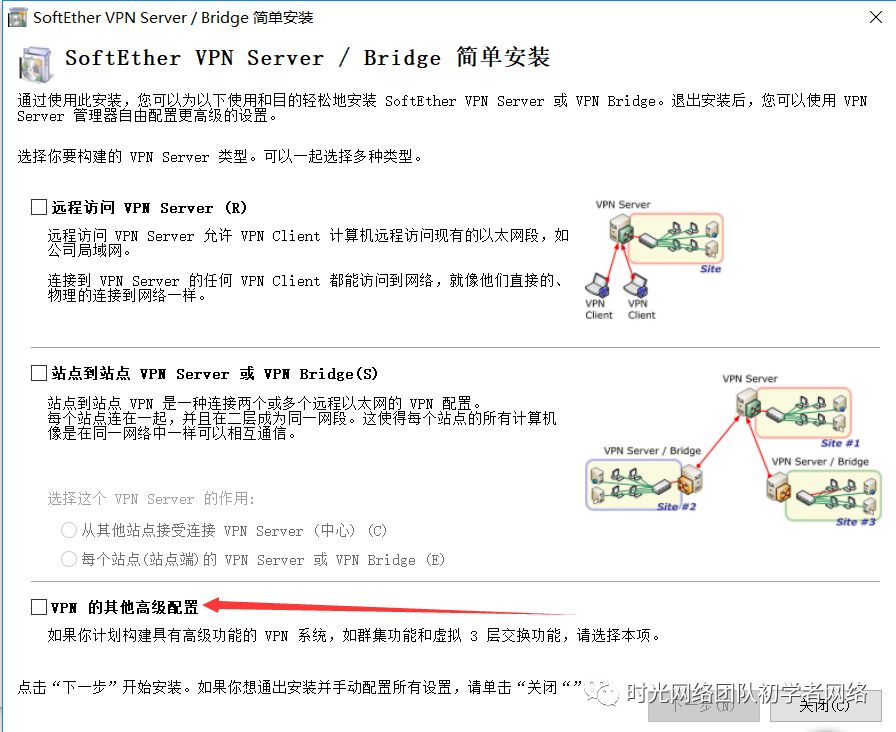 SoftEther VPN Server / Bridge 简单安装
SoftEther VPN Server / Bridge 简单安装
通过使用此安装，您可以为以下使用和目的轻松地安装 SoftEther VPN Server 或 VPN Bridge。退出安装后，您可以使用 VPN
Server 管理器自由配置更高级的设置。
选择你要构建的 VPN Server 类型。可以一起选择多种类型。
远程访问 VPN Server (R)
远程访问 VPN Server 允许 VPN Client 计算机远程访问现有的以太网段，如
公司局域网。
连接到 VPN Server 的任何 VPN Client 都能访问到网络，就像他们直接的、
物理的连接到网络一样。
VPN Server
Site
VPN
Client
VPN
Client
站点到站点 VPN Server 或 VPN Bridge(S)
站点到站点 VPN 是一种连接两个或多个远程以太网的 VPN 配置。
每个站点连在一起，并且在二层成为同一网段。这使得每个站点的所有计算机
像是在同一网络中一样可以相互通信。
选择这个 VPN Server 的作用:
从其他站点接受连接 VPN Server (中心) (C)
每个站点(站点端)的 VPN Server 或 VPN Bridge (E)
VPN Server
Site #1
VPN Server / Bridge
Site #2
VPN Server / Bridge
Site #3
VPN 的其他高级配置
如果你计划构建具有高级功能的 VPN 系统，如群集功能和虚拟 3 层交换功能，请选择本项。
点击“下一步”开始安装。如果你想通出安装并手动配置所有设置，请单击“关闭“”
时光网络团队初学者网络
下一步(N)
关闭(C)